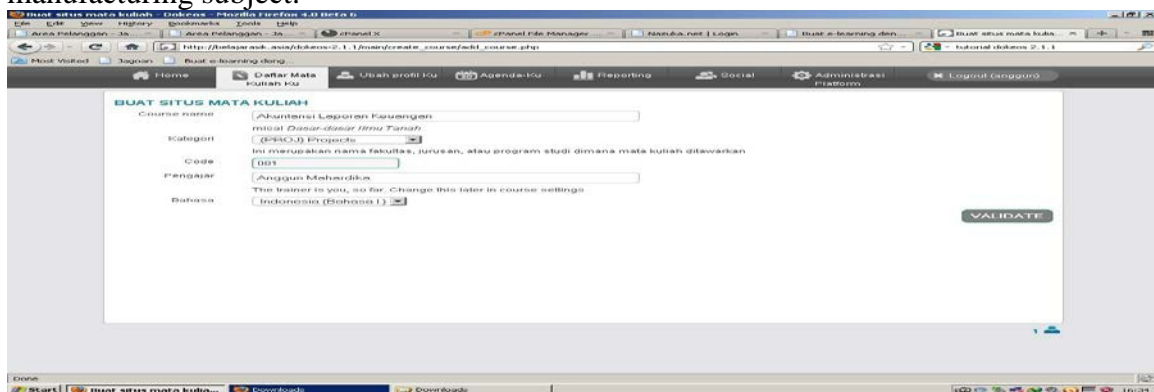 manufacturing subject.
Buat situs mata kuliah - Dokeos - Mozilla Firefox 4.0 Beta 6
File Edit View History Bookmarks Tools Help
Area Pelanggan - Ja... Area Pelanggan - Ja... cPanel X cPanel File Manager ... Nazuka.net | Login Buat e-learning den... Buat situs mata kulia...
http://belajarasik.asia/dokeos-2.1.1/main/create_course/add_course.php tutorial dokeos 2.1.1
Most Visited Jagoan Buat e-learning deng...
Home Daftar Mata Kuliah Ku Ubah profil Ku Agenda-Ku Reporting Social Administrasi Platform Logout (anggun)
BUAT SITUS MATA KULIAH
Course name Akuntansi Laporan Keuangan
misal Dasar-dasar Ilmu Tanah
Kategori (PROJ) Projects
Ini merupakan nama fakultas, jurusan, atau program studi dimana mata kuliah ditawarkan
Code 001
Pengajar Anggun Mahardika
The trainer is you, so far. Change this later in course settings
Bahasa Indonesia (Bahasa I.)
VALIDATE
1
Done
Start Buat situs mata kulia... Downloads Downloads 16:34